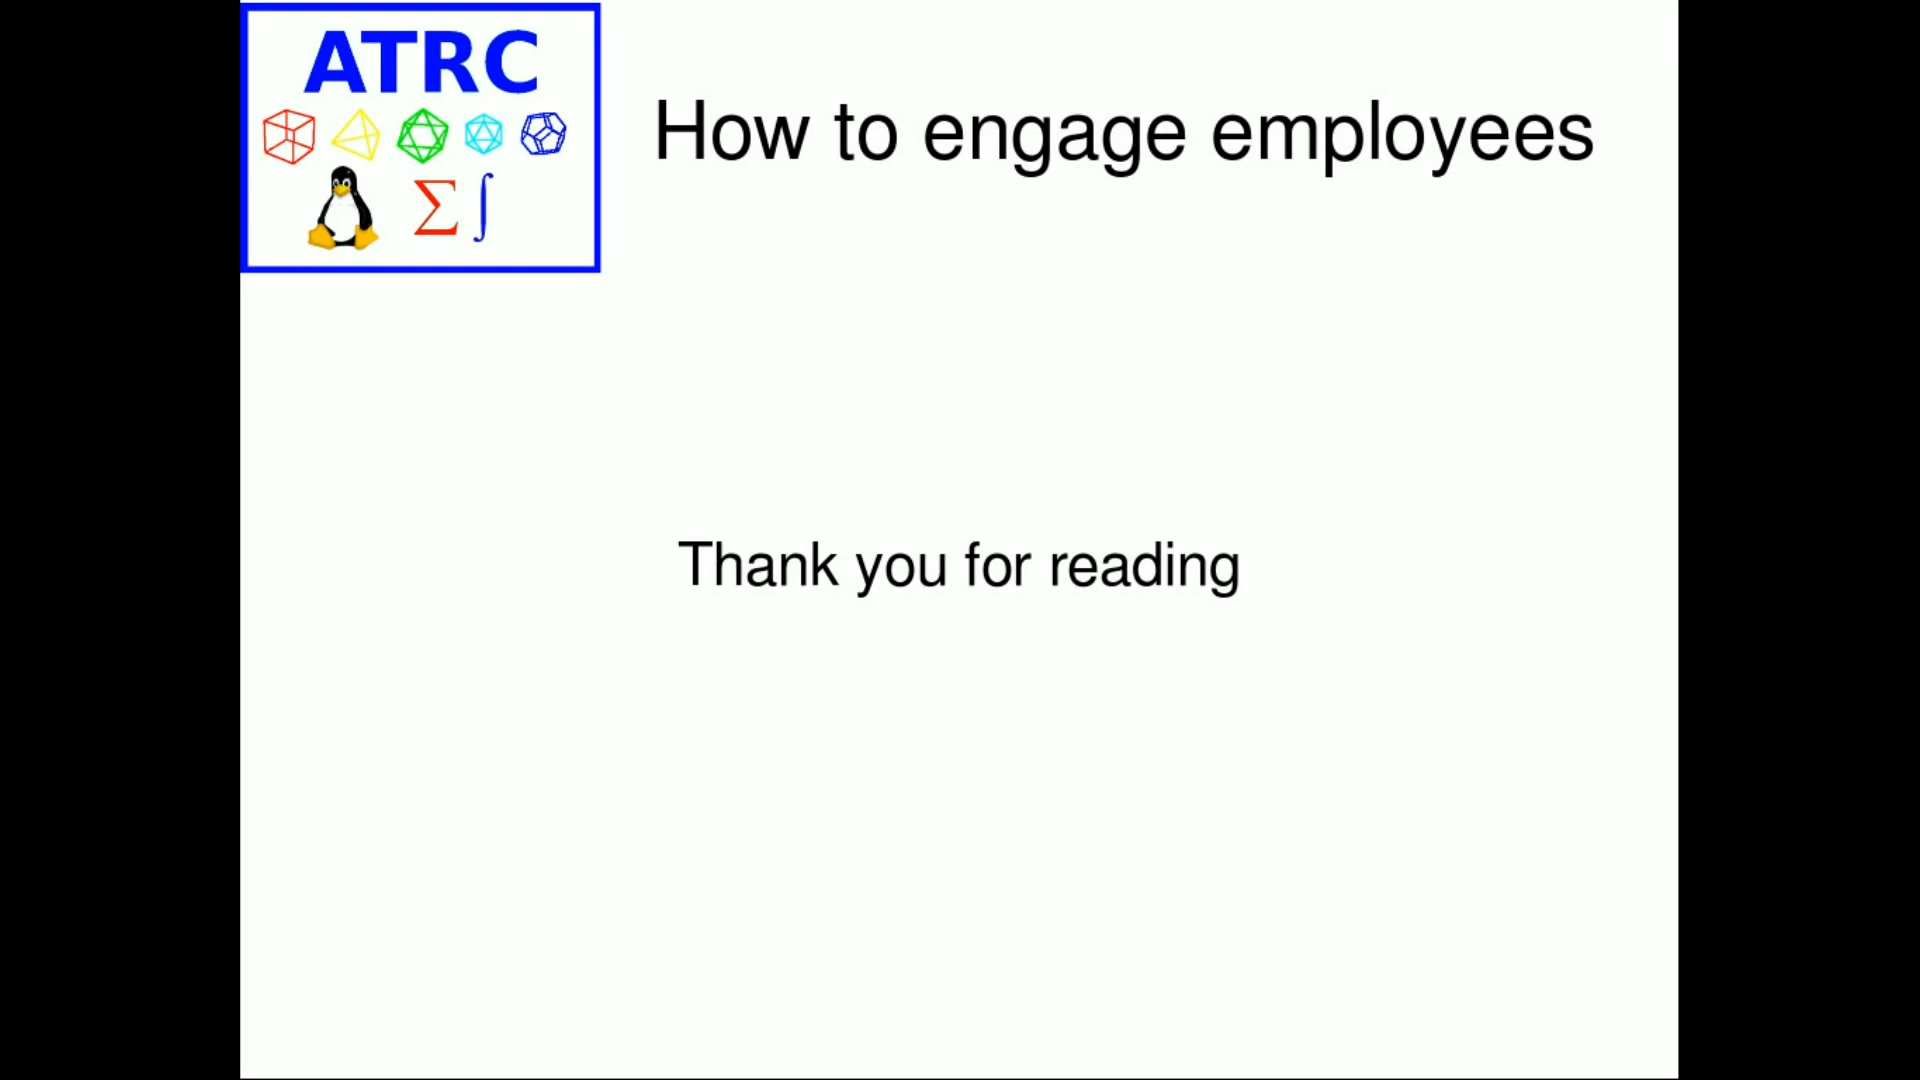 ATRC
Σ ∫
How to engage employees
Thank you for reading